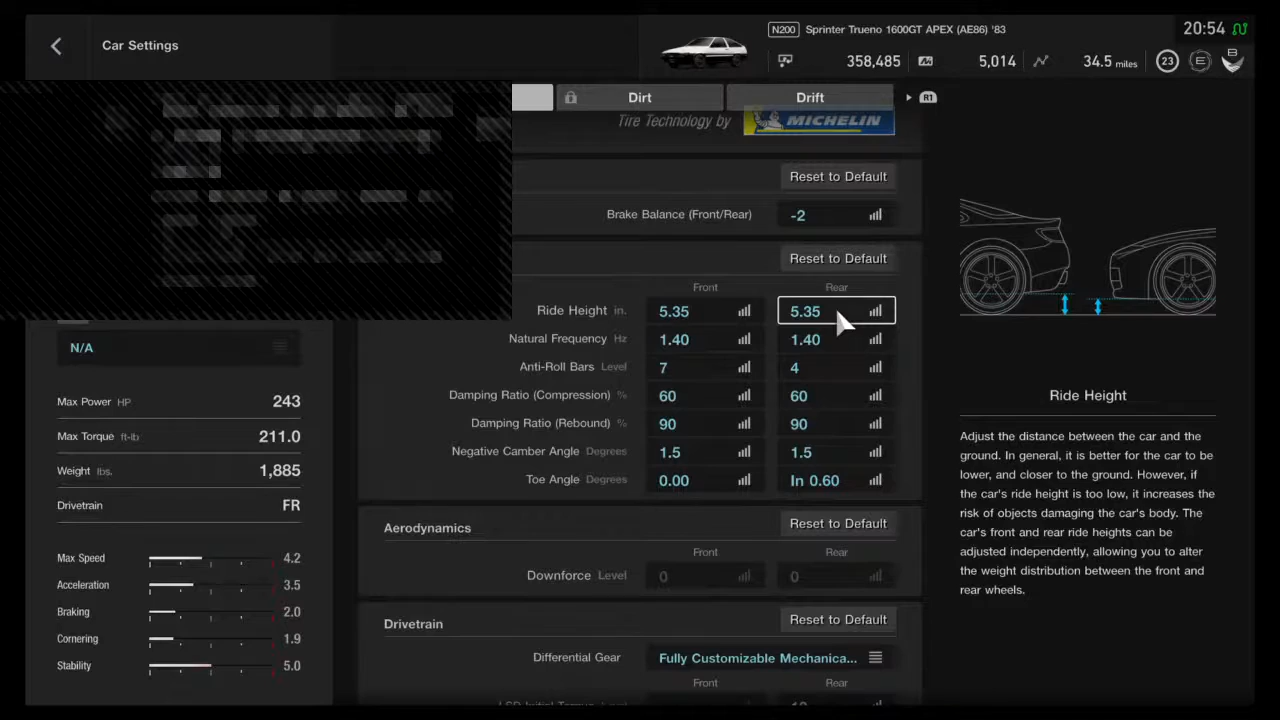 Car Settings
N200 Sprinter Trueno 1600GT APEX (AE86) '83
20:54
358,485 5,014 34.5 miles 23 E B
Dirt Drift R1
Tire Technology by MICHELIN
Reset to Default
Brake Balance (Front/Rear) -2
Reset to Default
Front Rear
Ride Height in. 5.35 5.35
Natural Frequency Hz 1.40 1.40
Anti-Roll Bars Level 7 4
Damping Ratio (Compression) % 60 60
Damping Ratio (Rebound) % 90 90
Negative Camber Angle Degrees 1.5 1.5
Toe Angle Degrees 0.00 In 0.60
Aerodynamics Reset to Default
Front Rear
Downforce Level 0 0
Drivetrain Reset to Default
Differential Gear Fully Customizable Mechanica...
Front Rear
N/A
Max Power HP 243
Max Torque ft-lb 211.0
Weight lbs. 1,885
Drivetrain FR
Max Speed 4.2
Acceleration 3.5
Braking 2.0
Cornering 1.9
Stability 5.0
Ride Height
Adjust the distance between the car and the
ground. In general, it is better for the car to be
lower, and closer to the ground. However, if
the car's ride height is too low, it increases the
risk of objects damaging the car's body. The
car's front and rear ride heights can be
adjusted independently, allowing you to alter
the weight distribution between the front and
rear wheels.